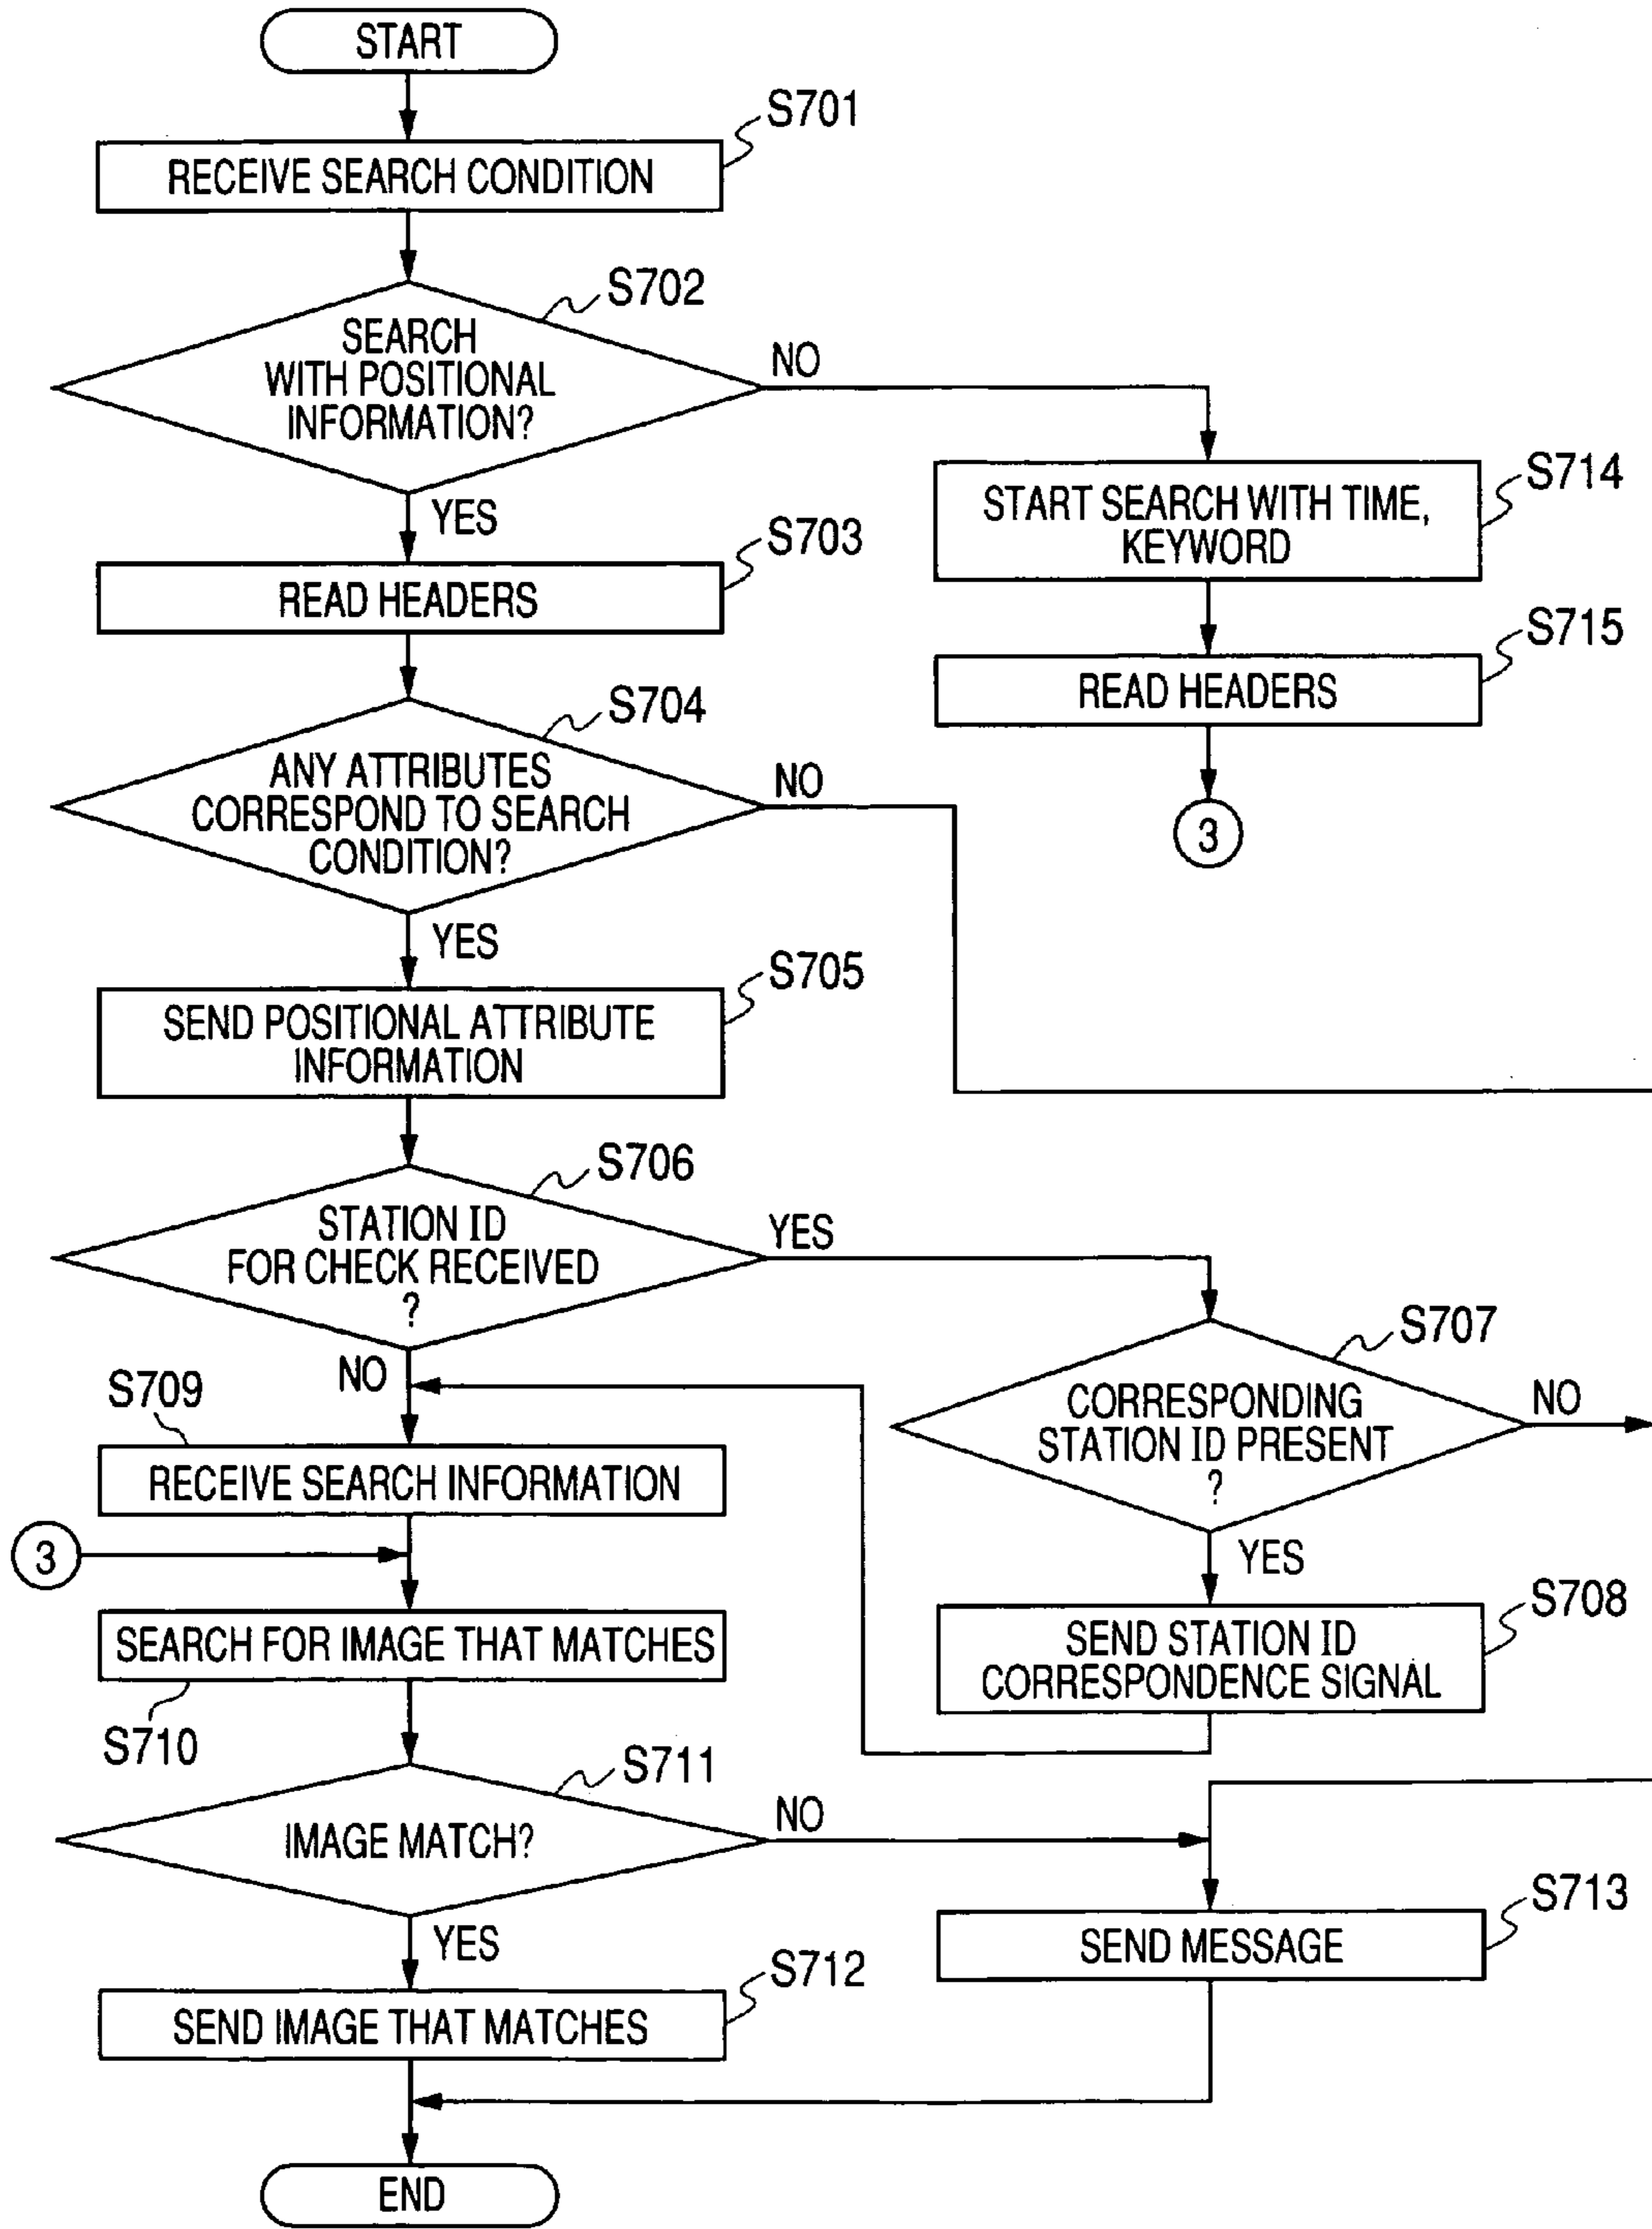 START
S701
RECEIVE SEARCH CONDITION
S702
SEARCH
WITH POSITIONAL
INFORMATION?
NO
YES
S714
START SEARCH WITH TIME,
KEYWORD
S703
READ HEADERS
S715
READ HEADERS
3
S704
ANY ATTRIBUTES
CORRESPOND TO SEARCH
CONDITION?
NO
YES
S705
SEND POSITIONAL ATTRIBUTE
INFORMATION
S706
STATION ID
FOR CHECK RECEIVED
?
YES
NO
S707
CORRESPONDING
STATION ID PRESENT
?
NO
YES
S709
RECEIVE SEARCH INFORMATION
3
S708
SEND STATION ID
CORRESPONDENCE SIGNAL
SEARCH FOR IMAGE THAT MATCHES
S710
S711
IMAGE MATCH?
NO
YES
S713
SEND MESSAGE
S712
SEND IMAGE THAT MATCHES
END